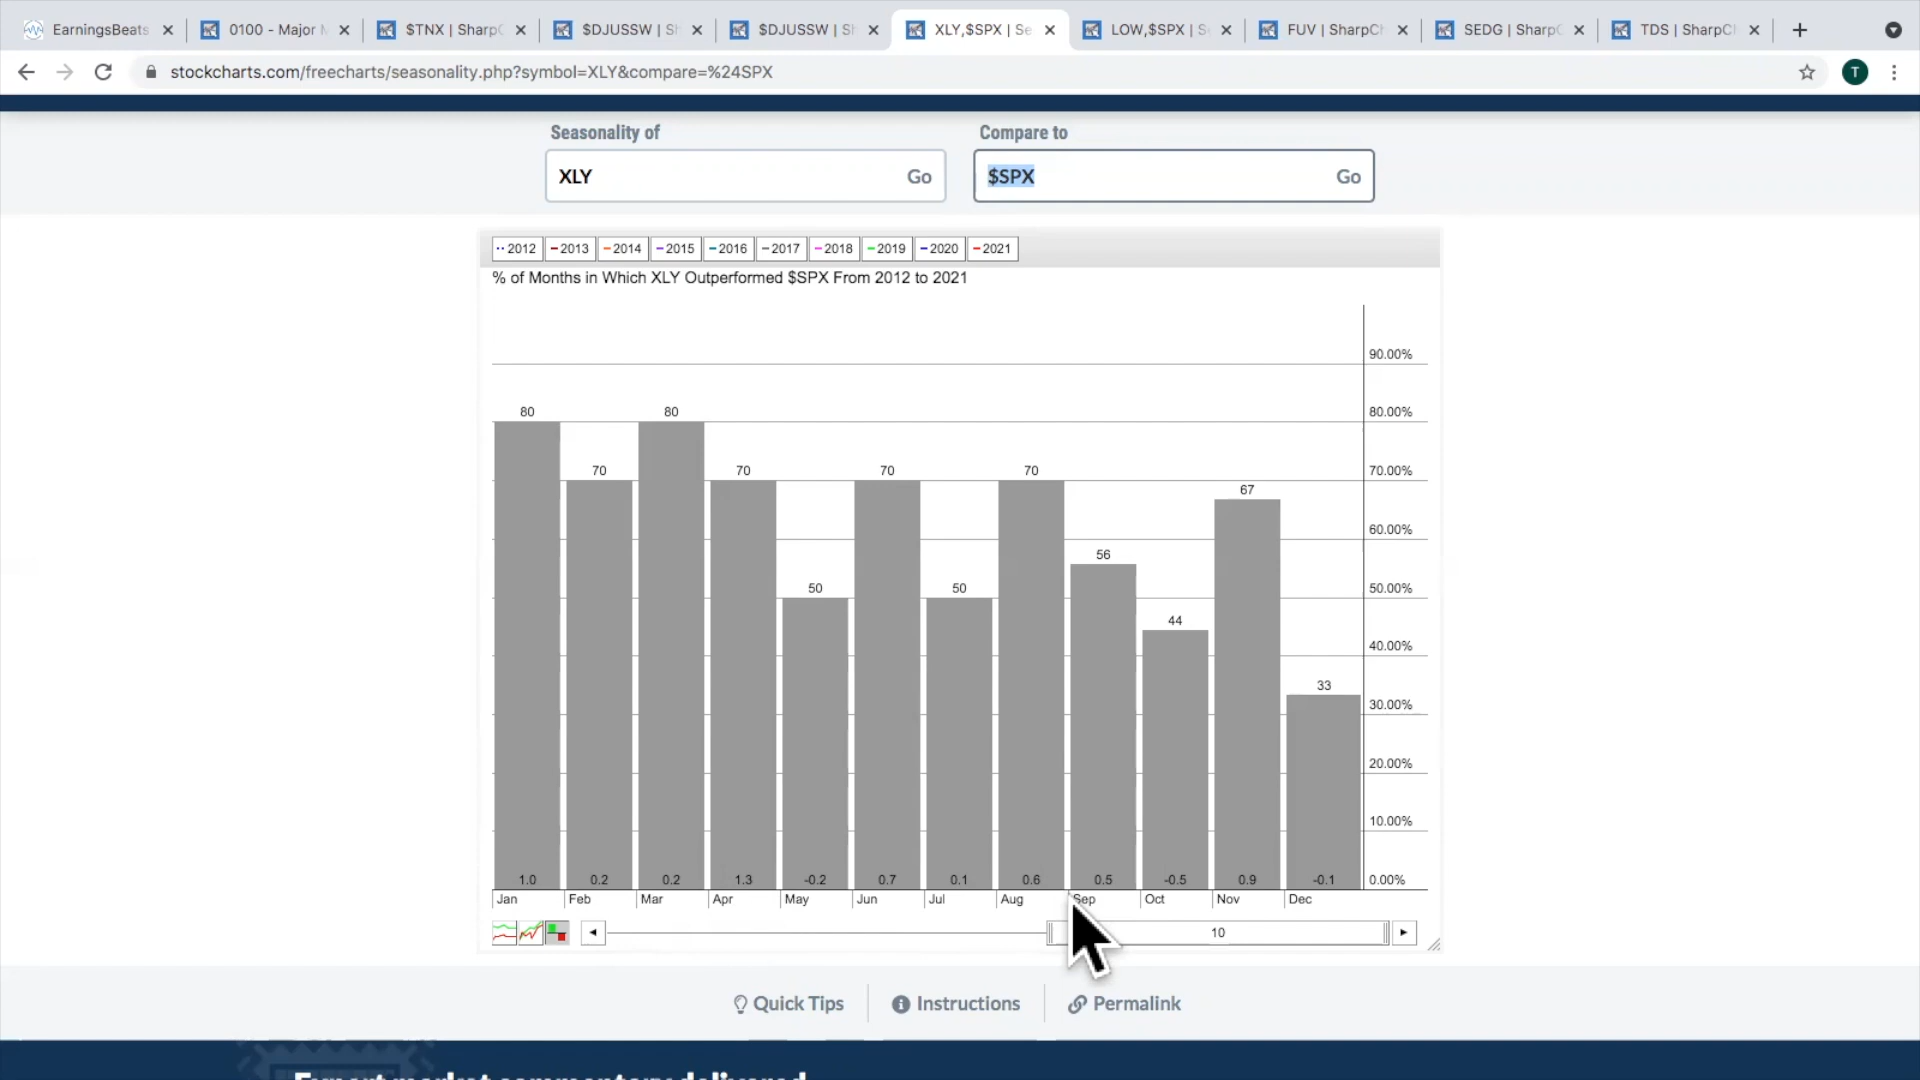 EarningsBeats
0100 - Major
$TNX | Sharp
$DJUSSW | S
$DJUSSW | S
XLY,$SPX | Se
LOW,$SPX | S
FUV | SharpC
SEDG | Sharp
TDS | SharpC
stockcharts.com/freecharts/seasonality.php?symbol=XLY&compare=%24SPX
T
Seasonality of
Compare to
XLY Go
$SPX Go
2012 2013 2014 2015 2016 2017 2018 2019 2020 2021
% of Months in Which XLY Outperformed $SPX From 2012 to 2021
90.00%
80 80 80.00%
70 70 70 70 70.00%
67
60.00%
56
50 50 50.00%
44
40.00%
33
30.00%
20.00%
10.00%
1.0 0.2 0.2 1.3 -0.2 0.7 0.1 0.6 0.5 -0.5 0.9 -0.1 0.00%
Jan Feb Mar Apr May Jun Jul Aug Sep Oct Nov Dec
10
Quick Tips
Instructions
Permalink
Expert market commentary delivered